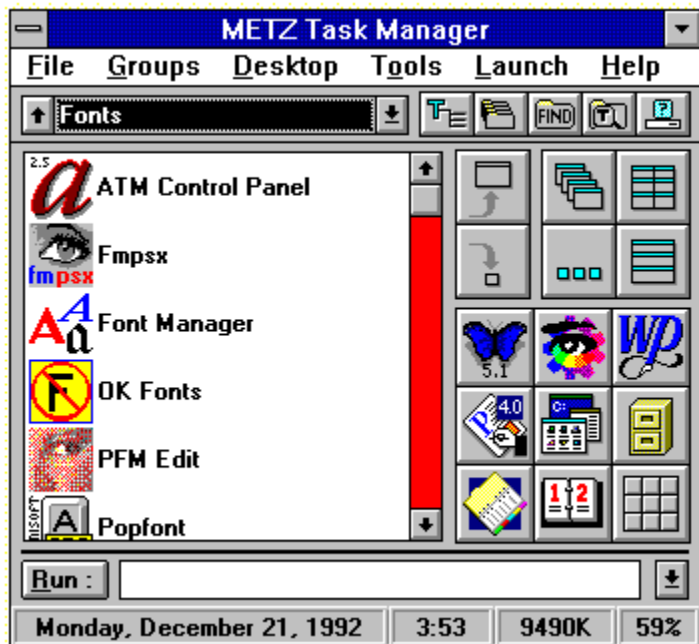 METZ Task Manager
File Groups Desktop Tools Launch Help
Fonts
FIND
T
?
2.5
a
ATM Control Panel
fmpsx
Fmpsx
A A a
Font Manager
F
OK Fonts
PFM Edit
A
Popfont
5.1
WP
P 4.0
C:
1 2
Run :
Monday, December 21, 1992 3:53 9490K 59%